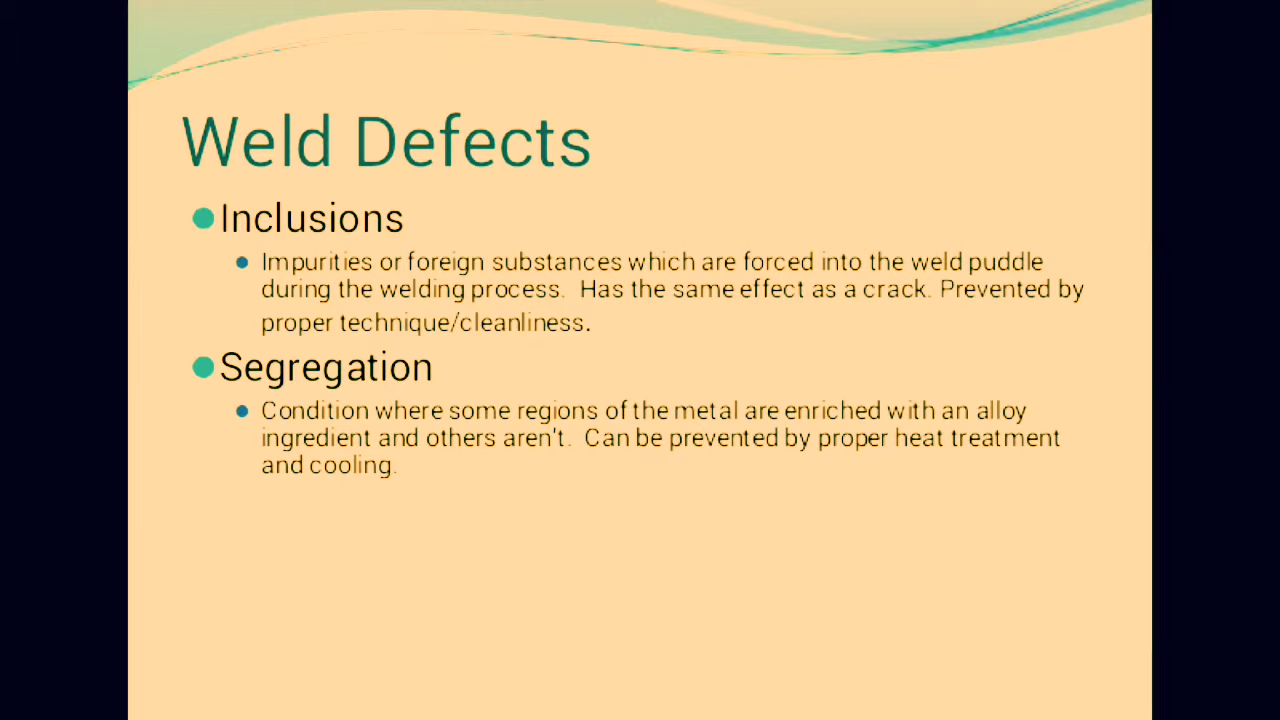 Weld Defects
Inclusions
Impurities or foreign substances which are forced into the weld puddle
during the welding process.  Has the same effect as a crack. Prevented by
proper technique/cleanliness.
Segregation
Condition where some regions of the metal are enriched with an alloy
ingredient and others aren't.  Can be prevented by proper heat treatment
and cooling.